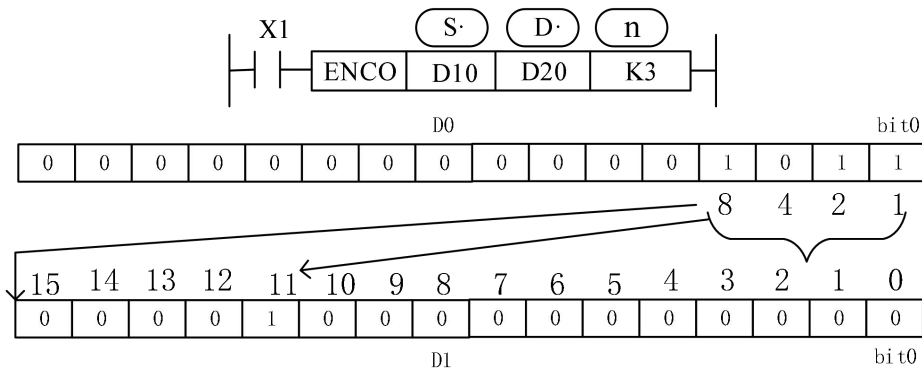 X1 S· D· n
ENCO D10 D20 K3
D0 bit0
0 0 0 0 0 0 0 0 0 0 0 0 1 0 1 1
8 4 2 1
15 14 13 12 11 10 9 8 7 6 5 4 3 2 1 0
0 0 0 0 1 0 0 0 0 0 0 0 0 0 0 0
D1 bit0